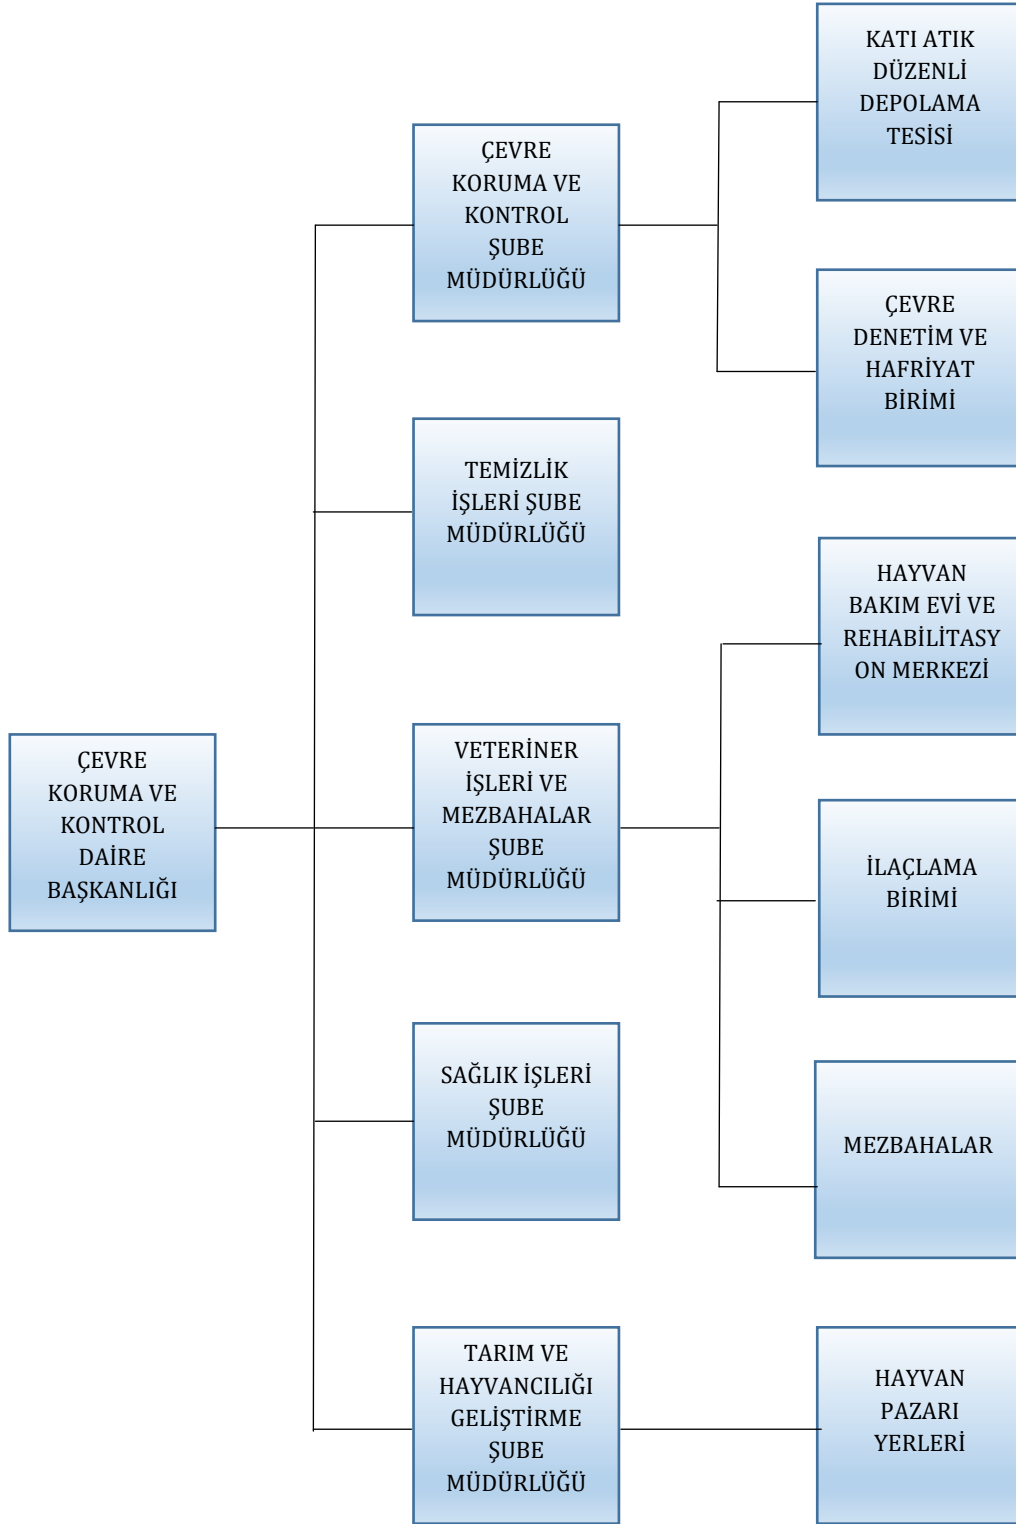 KATI ATIK
DÜZENLİ
DEPOLAMA
TESİSİ
ÇEVRE
KORUMA VE
KONTROL
ŞUBE
MÜDÜRLÜĞÜ
ÇEVRE
DENETİM VE
HAFRİYAT
BİRİMİ
TEMİZLİK
İŞLERİ ŞUBE
MÜDÜRLÜĞÜ
HAYVAN
BAKIM EVİ VE
REHABİLİTASY
ON MERKEZİ
ÇEVRE
KORUMA VE
KONTROL
DAİRE
BAŞKANLIĞI
VETERİNER
İŞLERİ VE
MEZBAHALAR
ŞUBE
MÜDÜRLÜĞÜ
İLAÇLAMA
BİRİMİ
SAĞLIK İŞLERİ
ŞUBE
MÜDÜRLÜĞÜ
MEZBAHALAR
TARIM VE
HAYVANCILIĞI
GELİŞTİRME
ŞUBE
MÜDÜRLÜĞÜ
HAYVAN
PAZARI
YERLERİ